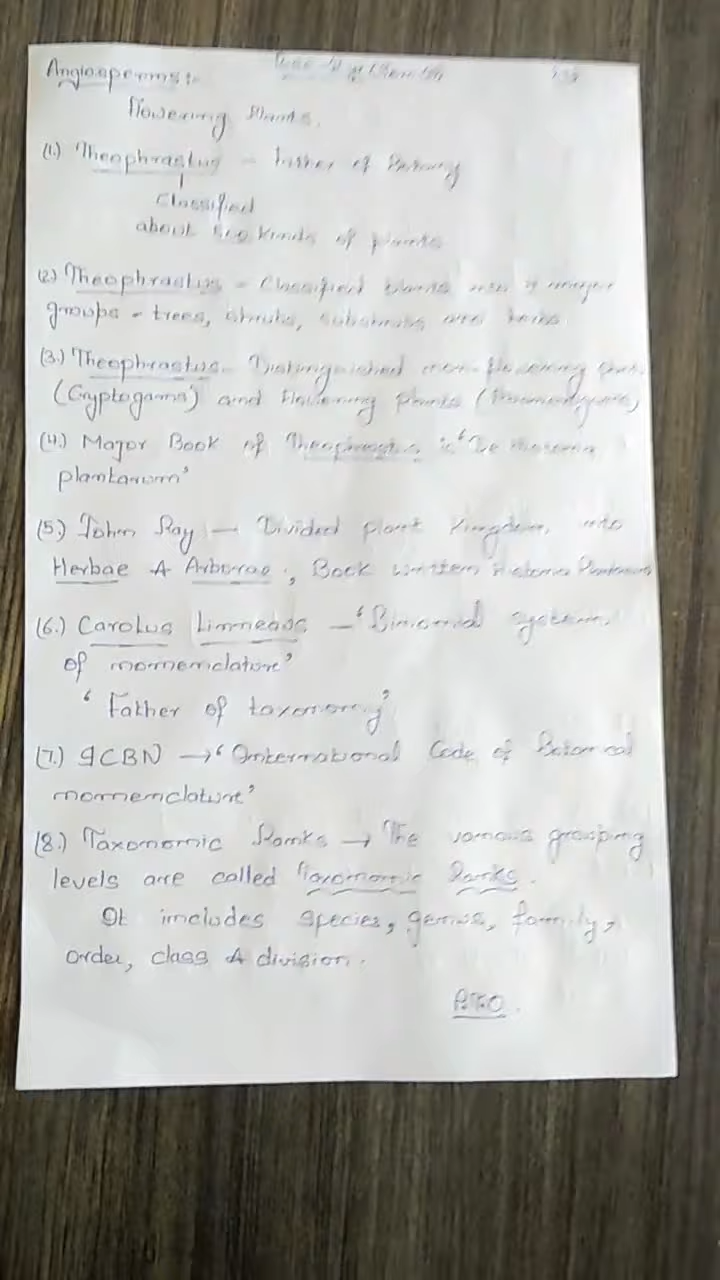 Angiosperms:-
Flowering Plants.
(1.) Theophrastus - Father of Botany
Classified
about kinds of plants
(2) Theophrastus - Classified plants major
groups - trees, shrubs, subshrubs and herbs
(3.) Theophrastus - Distinguished non-flowering
(Cryptogams) and Flowering plants
(4.) Major Book of Theophrastus is 'De
plantarum'
(5.) John Ray - Divided plant kingdom into
Herbae & Arborae; Book written Historia Plantarum
(6.) Carolus Linneaus - 'Binomial system
of nomenclature'
'Father of taxonomy'
(7.) ICBN → 'International Code of Botanical
nomenclature'
(8.) Taxonomic Ranks → The various grouping
levels are called Taxonomic Ranks.
It includes species, genus, family,
order, class & division.